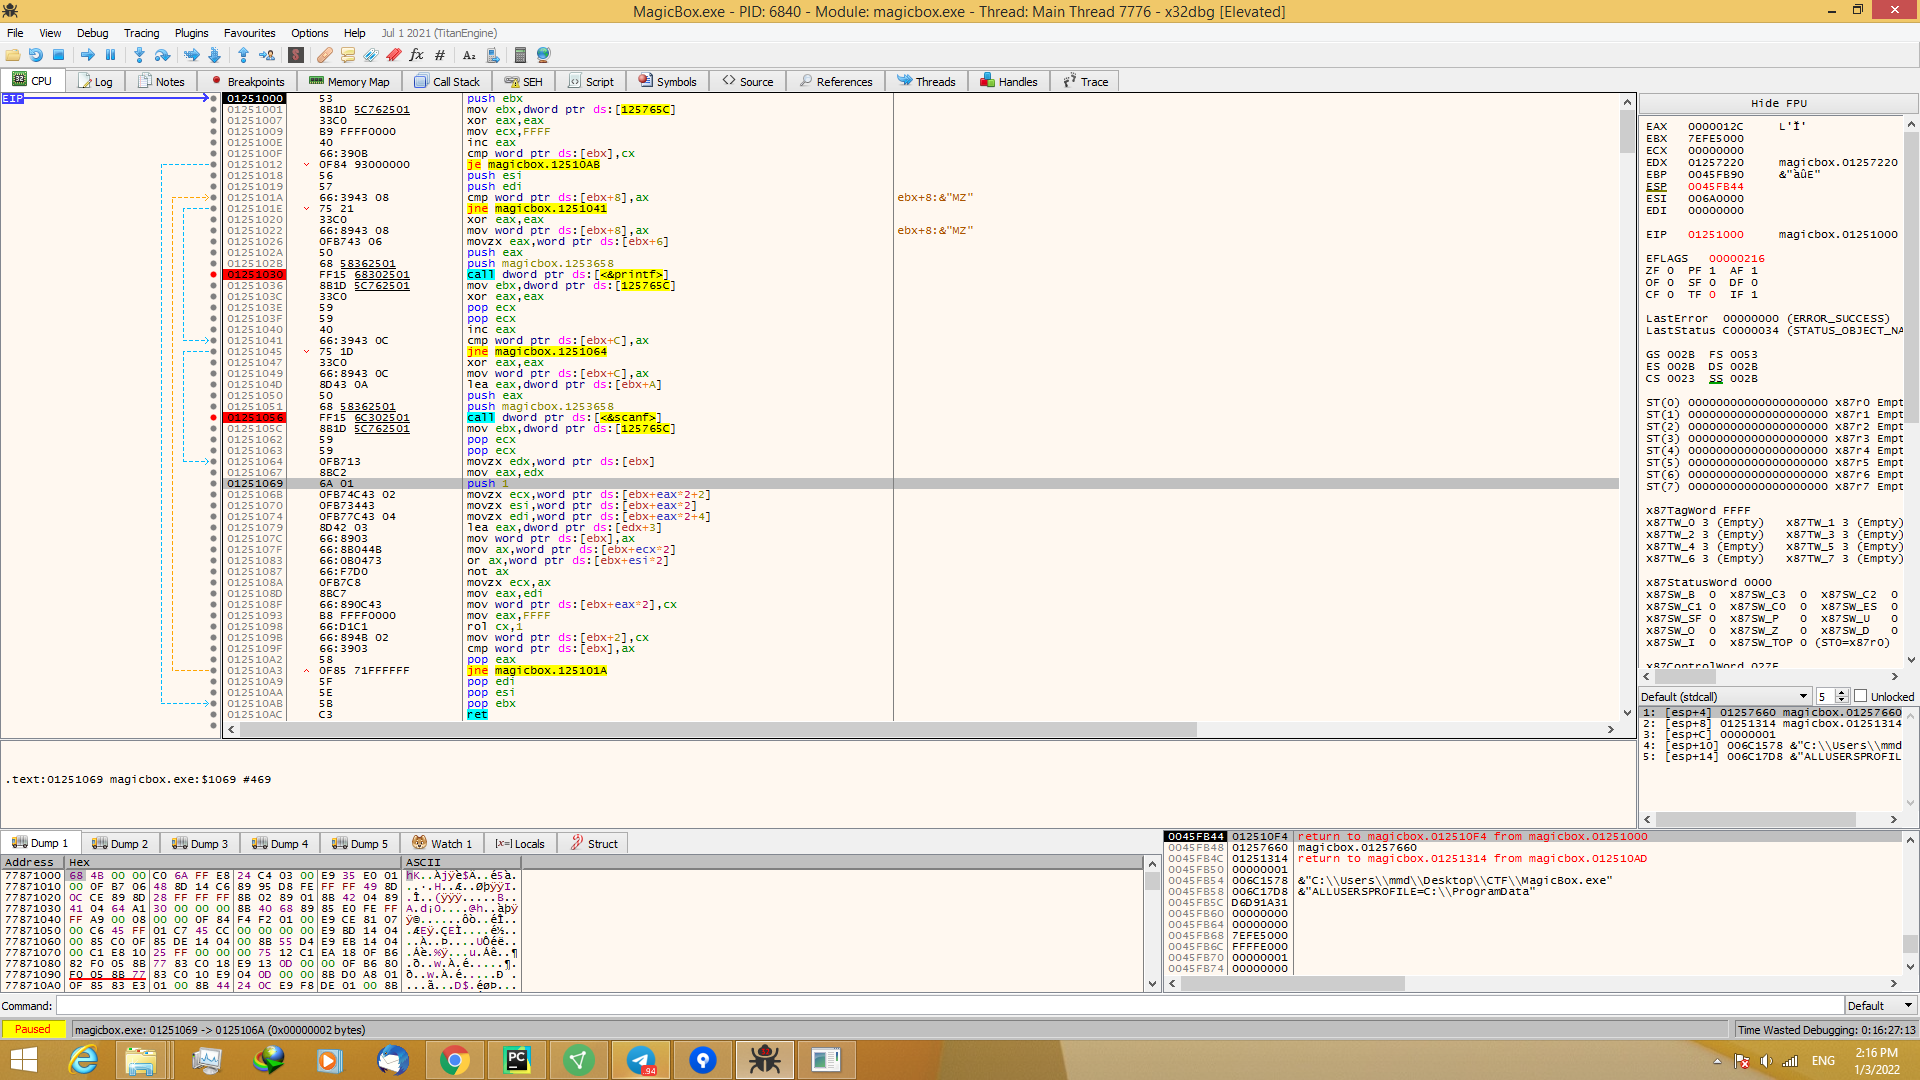 MagicBox.exe - PID: 6840 - Module: magicbox.exe - Thread: Main Thread 7776 - x32dbg [Elevated]
File View Debug Tracing Plugins Favourites Options Help Jul 1 2021 (TitanEngine)
CPU Log Notes Breakpoints Memory Map Call Stack SEH Script Symbols Source References Threads Handles Trace
EIP
01251000 53 push ebx
01251001 8B1D 5C762501 mov ebx,dword ptr ds:[125765C]
01251007 33C0 xor eax,eax
01251009 B9 FFFF0000 mov ecx,FFFF
0125100E 40 inc eax
0125100F 66:390B cmp word ptr ds:[ebx],cx
01251012 0F84 93000000 je magicbox.12510AB
01251018 56 push esi
01251019 57 push edi
0125101A 66:3943 08 cmp word ptr ds:[ebx+8],ax ebx+8:&"MZ"
0125101E 75 21 jne magicbox.1251041
01251020 33C0 xor eax,eax
01251022 66:8943 08 mov word ptr ds:[ebx+8],ax ebx+8:&"MZ"
01251026 0FB743 06 movzx eax,word ptr ds:[ebx+6]
0125102A 50 push eax
0125102B 68 58362501 push magicbox.1253658
01251030 FF15 68302501 call dword ptr ds:[<&printf>]
01251036 8B1D 5C762501 mov ebx,dword ptr ds:[125765C]
0125103C 33C0 xor eax,eax
0125103E 59 pop ecx
0125103F 59 pop ecx
01251040 40 inc eax
01251041 66:3943 0C cmp word ptr ds:[ebx+C],ax
01251045 75 1D jne magicbox.1251064
01251047 33C0 xor eax,eax
01251049 66:8943 0C mov word ptr ds:[ebx+C],ax
0125104D 8D43 0A lea eax,dword ptr ds:[ebx+A]
01251050 50 push eax
01251051 68 58362501 push magicbox.1253658
01251056 FF15 6C302501 call dword ptr ds:[<&scanf>]
0125105C 8B1D 5C762501 mov ebx,dword ptr ds:[125765C]
01251062 59 pop ecx
01251063 59 pop ecx
01251064 0FB713 movzx edx,word ptr ds:[ebx]
01251067 8BC2 mov eax,edx
01251069 6A 01 push 1
0125106B 0FB74C43 02 movzx ecx,word ptr ds:[ebx+eax*2+2]
01251070 0FB73443 movzx esi,word ptr ds:[ebx+eax*2]
01251074 0FB77C43 04 movzx edi,word ptr ds:[ebx+eax*2+4]
01251079 8D42 03 lea eax,dword ptr ds:[edx+3]
0125107C 66:8903 mov word ptr ds:[ebx],ax
0125107F 66:8B044B mov ax,word ptr ds:[ebx+ecx*2]
01251083 66:0B0473 or ax,word ptr ds:[ebx+esi*2]
01251087 66:F7D0 not ax
0125108A 0FB7C8 movzx ecx,ax
0125108D 8BC7 mov eax,edi
0125108F 66:890C43 mov word ptr ds:[ebx+eax*2],cx
01251093 B8 FFFF0000 mov eax,FFFF
01251098 66:D1C1 rol cx,1
0125109B 66:894B 02 mov word ptr ds:[ebx+2],cx
0125109F 66:3903 cmp word ptr ds:[ebx],ax
012510A2 58 pop eax
012510A3 0F85 71FFFFFF jne magicbox.125101A
012510A9 5F pop edi
012510AA 5E pop esi
012510AB 5B pop ebx
012510AC C3 ret
.text:01251069 magicbox.exe:$1069 #469
Hide FPU
EAX 0000012C
EBX 7EFE5000
ECX 00000000
EDX 01257220 magicbox.01257220
EBP 0045FB90 &"àûE"
ESP 0045FB44
ESI 006A0000
EDI 00000000
EIP 01251000 magicbox.01251000
EFLAGS 00000216
ZF 0 PF 1 AF 1
OF 0 SF 0 DF 0
CF 0 TF 0 IF 1
LastError 00000000 (ERROR_SUCCESS)
LastStatus C0000034 (STATUS_OBJECT_NA
GS 002B FS 0053
ES 002B DS 002B
CS 0023 SS 002B
ST(0) 00000000000000000000 x87r0 Empt
ST(1) 00000000000000000000 x87r1 Empt
ST(2) 00000000000000000000 x87r2 Empt
ST(3) 00000000000000000000 x87r3 Empt
ST(4) 00000000000000000000 x87r4 Empt
ST(5) 00000000000000000000 x87r5 Empt
ST(6) 00000000000000000000 x87r6 Empt
ST(7) 00000000000000000000 x87r7 Empt
x87TagWord FFFF
x87TW_0 3 (Empty) x87TW_1 3 (Empty)
x87TW_2 3 (Empty) x87TW_3 3 (Empty)
x87TW_4 3 (Empty) x87TW_5 3 (Empty)
x87TW_6 3 (Empty) x87TW_7 3 (Empty)
x87StatusWord 0000
x87SW_B 0 x87SW_C3 0 x87SW_C2 0
x87SW_C1 0 x87SW_C0 0 x87SW_ES 0
x87SW_SF 0 x87SW_P 0 x87SW_U 0
x87SW_O 0 x87SW_Z 0 x87SW_D 0
x87SW_I 0 x87SW_TOP 0 (ST0=x87r0)
x87ControlWord 027F
Default (stdcall) 5 Unlocked
1: [esp+4] 01257660 magicbox.01257660
2: [esp+8] 01251314 magicbox.01251314
3: [esp+C] 00000001
4: [esp+10] 006C1578 &"C:\\Users\\mmd
5: [esp+14] 006C17D8 &"ALLUSERSPROFIL
Dump 1 Dump 2 Dump 3 Dump 4 Dump 5 Watch 1 [x=] Locals Struct
Address Hex ASCII
77871000 68 4B 00 00 C0 6A FF E8 24 C4 03 00 E9 35 E0 01 hK..Àjÿè$Ä..é5à.
77871010 00 0F B7 06 48 8D 14 C6 89 95 D8 FE FF FF 49 8D
77871020 0C CE 89 8D 28 FF FF FF 8B 02 89 01 8B 42 04 89
77871030 41 04 64 A1 30 00 00 00 8B 40 68 89 85 E0 FE FF
77871040 FF A9 00 08 00 00 0F 84 F4 F2 01 00 E9 CE 81 07
77871050 00 C6 45 FF 01 C7 45 CC 00 00 00 00 E9 BD 14 04
77871060 00 85 C0 0F 85 DE 14 04 00 8B 55 D4 E9 EB 14 04
77871070 00 C1 E8 10 25 FF 00 00 00 75 12 C1 EA 18 0F B6
77871080 82 F0 05 8B 77 83 C0 18 E9 13 0D 00 00 0F B6 80
77871090 F0 05 8B 77 83 C0 10 E9 04 0D 00 00 8B D0 A8 01
778710A0 0F 85 83 E3 01 00 8B 44 24 0C E9 F8 DE 01 00 8B
0045FB44 012510F4 return to magicbox.012510F4 from magicbox.01251000
0045FB48 01257660 magicbox.01257660
0045FB4C 01251314 return to magicbox.01251314 from magicbox.012510AD
0045FB50 00000001
0045FB54 006C1578 &"C:\\Users\\mmd\\Desktop\\CTF\\MagicBox.exe"
0045FB58 006C17D8 &"ALLUSERSPROFILE=C:\\ProgramData"
0045FB5C D6D91A31
0045FB60 00000000
0045FB64 00000000
0045FB68 7EFE5000
0045FB6C FFFFE000
0045FB70 00000001
0045FB74 00000000
Command: Default
Paused magicbox.exe: 01251069 -> 0125106A (0x00000002 bytes) Time Wasted Debugging: 0:16:27:13
94 ENG 2:16 PM
1/3/2022